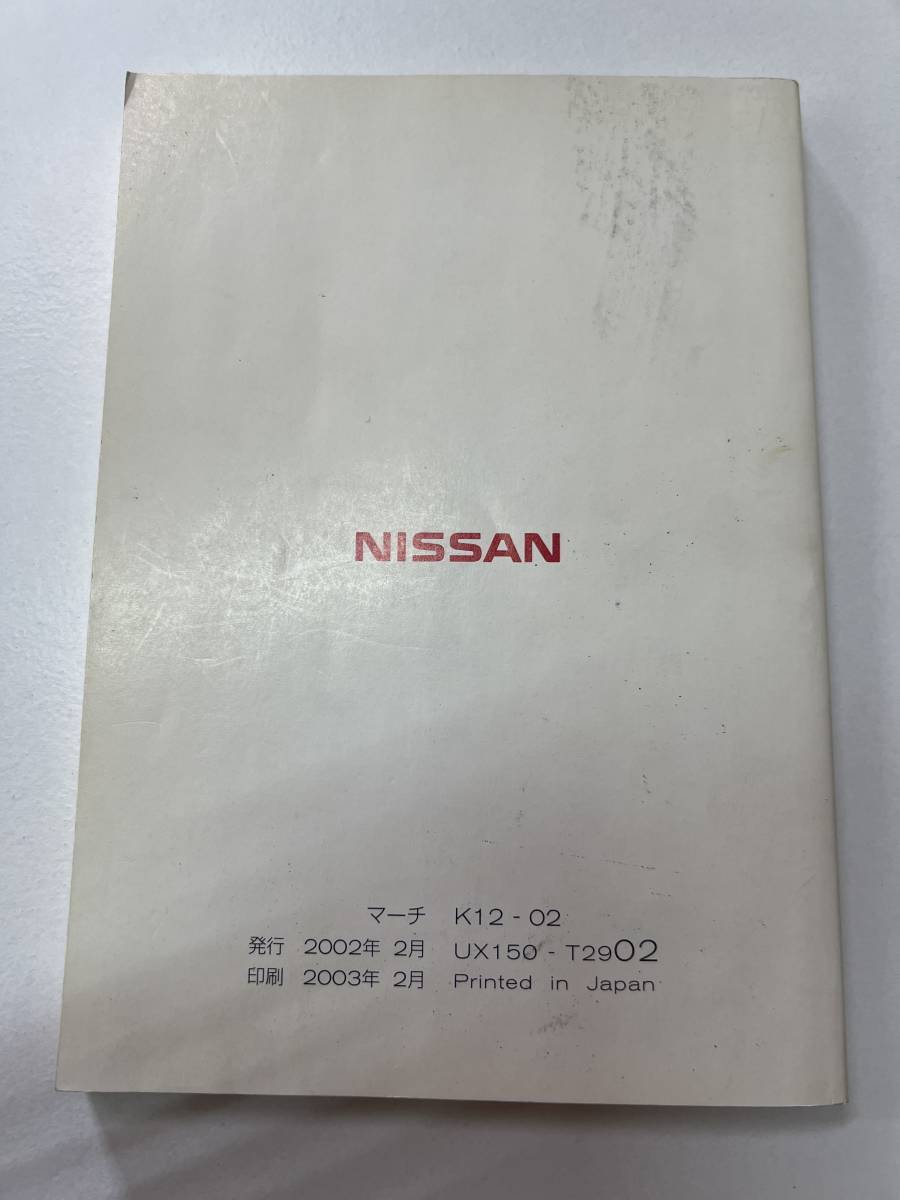 NISSAN
マーチ K12 - 02
発行 2002年 2月 UX150 - T2902
印刷 2003年 2月 Printed in Japan